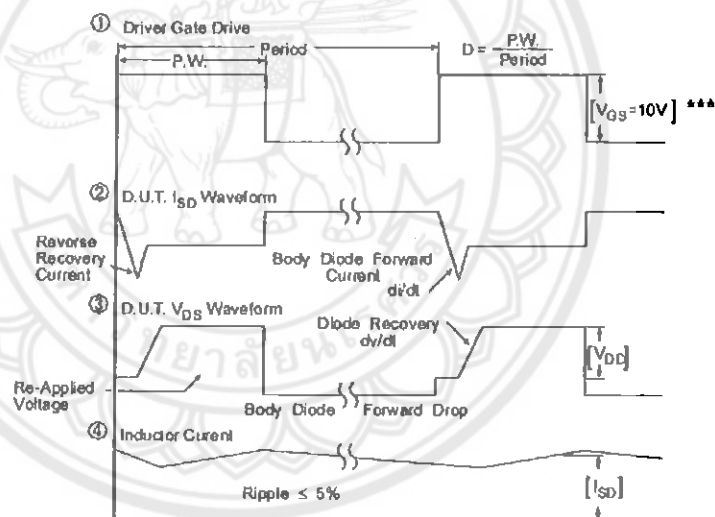 ① Driver Gate Drive
P.W.
Period
D = P.W.
Period
[VGS=10V] ***
② D.U.T. ISD Waveform
Reverse
Recovery
Current
Body Diode Forward
Current
di/dt
③ D.U.T. VDS Waveform
Diode Recovery
dv/dt
[VDD]
Re-Applied
Voltage
Body Diode
Forward Drop
④ Inductor Curent
Ripple ≤ 5%
[ISD]